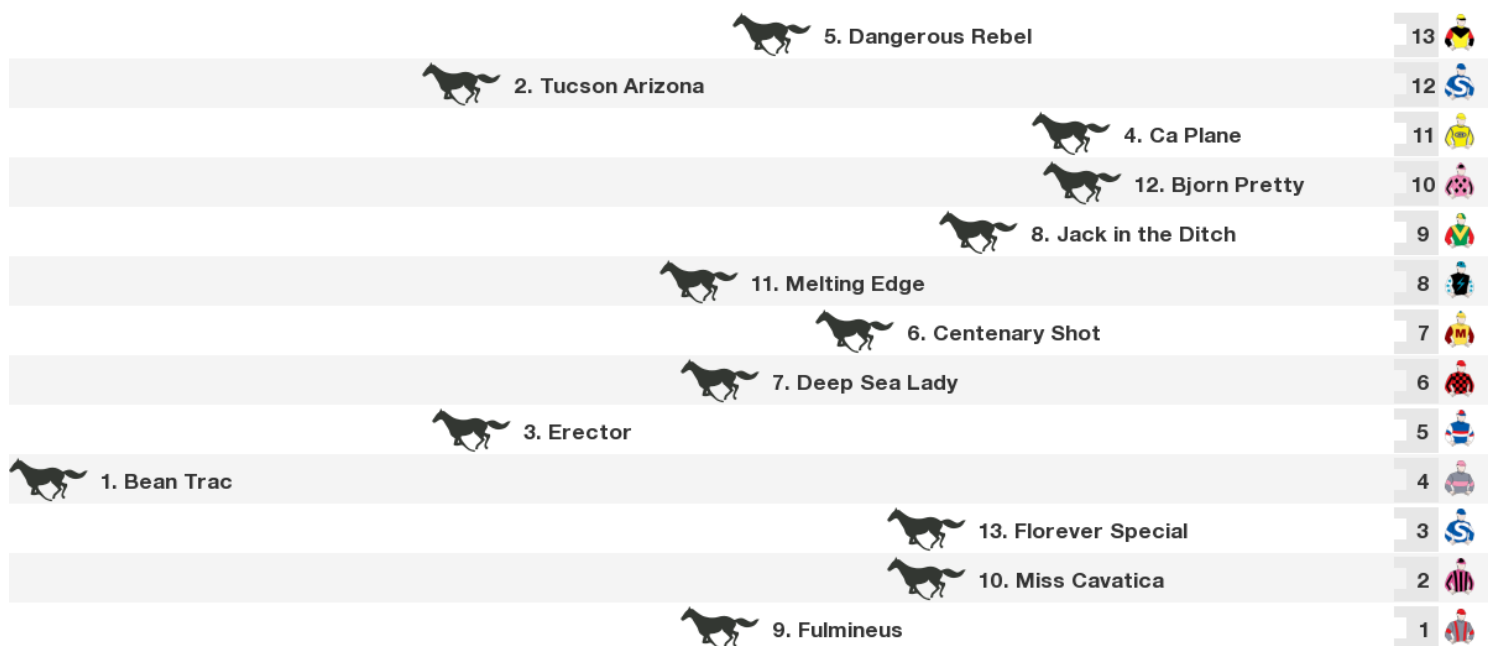 5. Dangerous Rebel 13
2. Tucson Arizona 12 S
4. Ca Plane 11
12. Bjorn Pretty 10
8. Jack in the Ditch 9
11. Melting Edge 8
6. Centenary Shot 7 M
7. Deep Sea Lady 6
3. Erector 5
1. Bean Trac 4
13. Florever Special 3 S
10. Miss Cavatica 2
9. Fulmineus 1